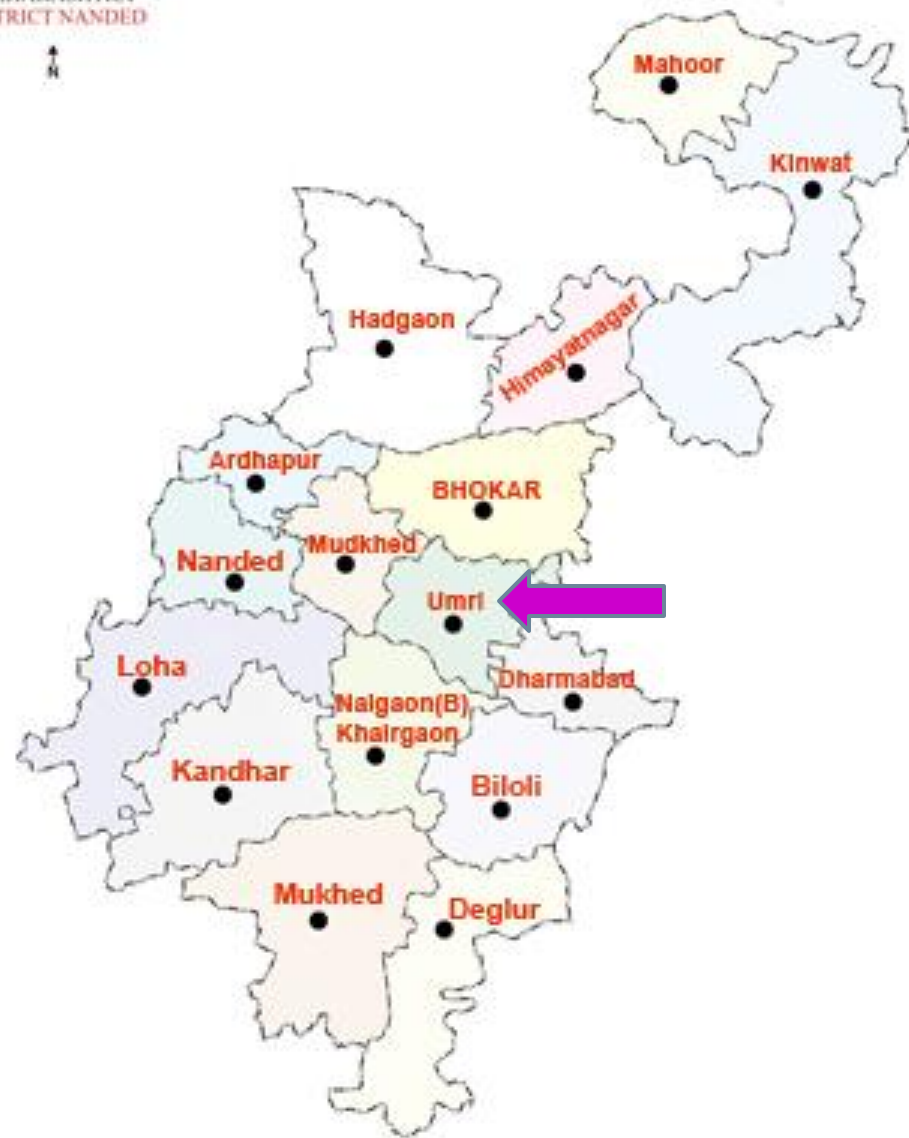 TRICT NANDED
N
Mahoor
Kinwat
Hadgaon
Himayatnagar
Ardhapur
BHOKAR
Mudkhed
Nanded
Umri
Loha
Dharmabad
Naigaon(B)
Khairgaon
Kandhar
Biloli
Mukhed
Deglur